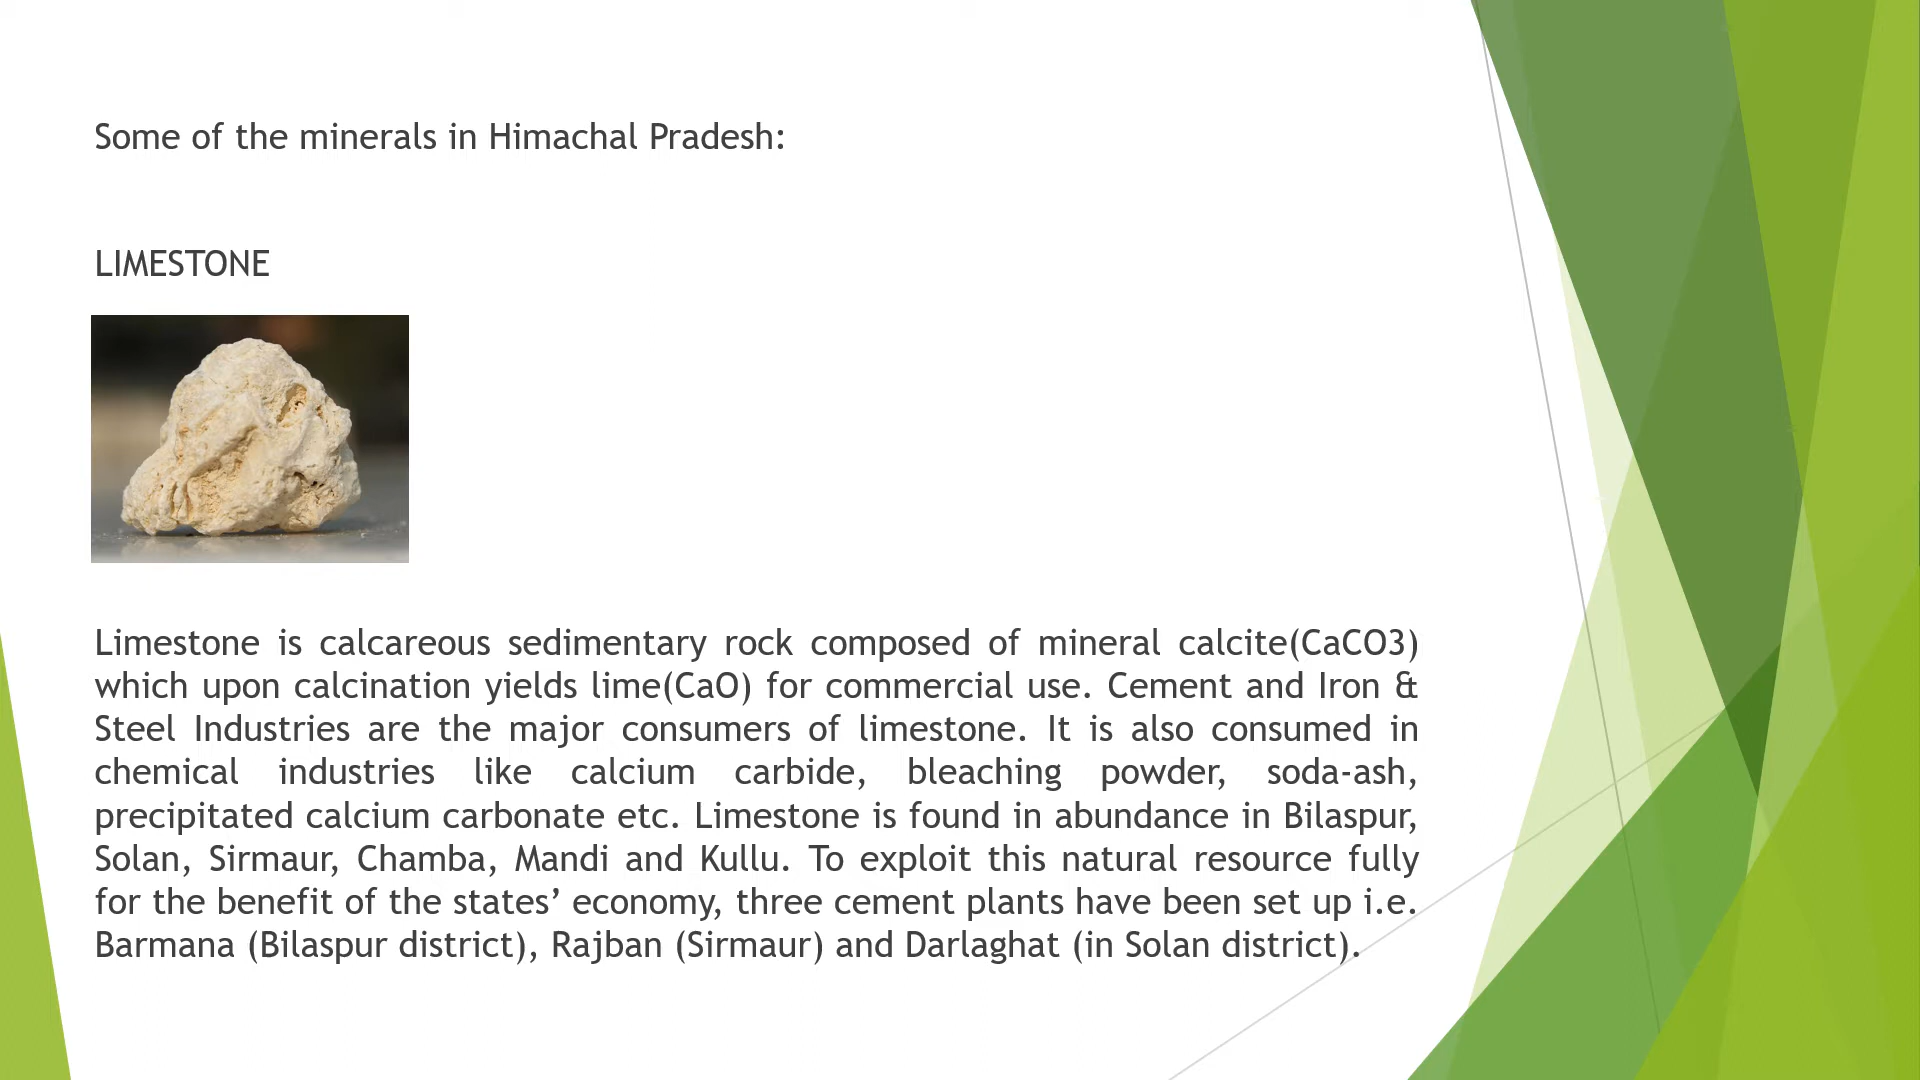 Some of the minerals in Himachal Pradesh:
LIMESTONE
Limestone is calcareous sedimentary rock composed of mineral calcite(CaCO3)
which upon calcination yields lime(CaO) for commercial use. Cement and Iron &
Steel Industries are the major consumers of limestone. It is also consumed in
chemical industries like calcium carbide, bleaching powder, soda-ash,
precipitated calcium carbonate etc. Limestone is found in abundance in Bilaspur,
Solan, Sirmaur, Chamba, Mandi and Kullu. To exploit this natural resource fully
for the benefit of the states’ economy, three cement plants have been set up i.e.
Barmana (Bilaspur district), Rajban (Sirmaur) and Darlaghat (in Solan district).